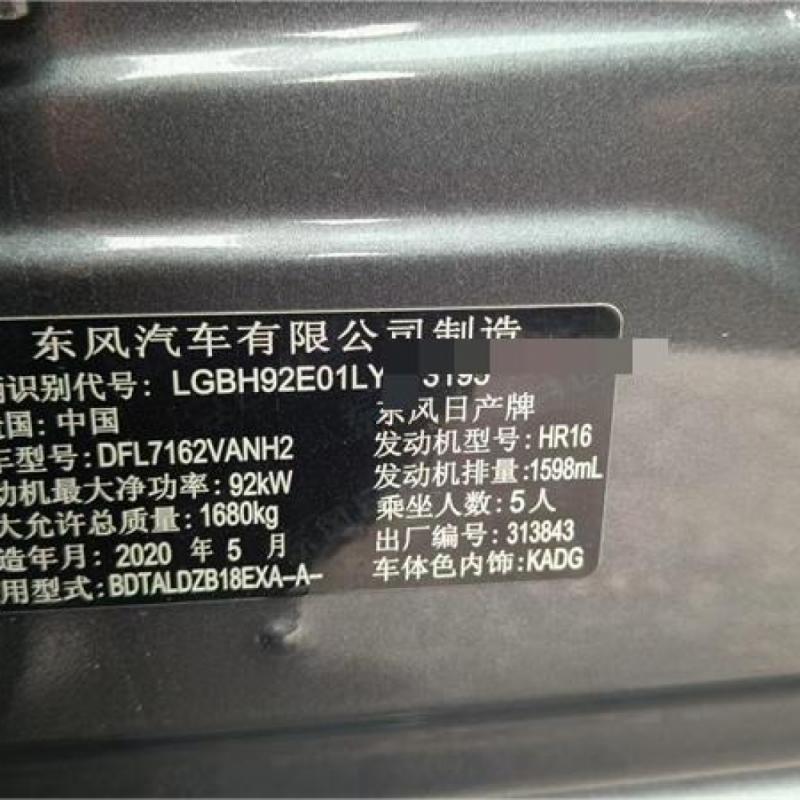 东风汽车有限公司制造
辆识别代号: LGBH92E01LY 3195
国: 中国
东风日产牌
车型号: DFL7162VANH2
发动机型号: HR16
动机最大净功率: 92kW
发动机排量: 1598mL
大允许总质量: 1680kg
乘坐人数: 5人
造年月: 2020 年 5 月
出厂编号: 313843
用型式: BDTALDZB18EXA-A-
车体色内饰: KADG